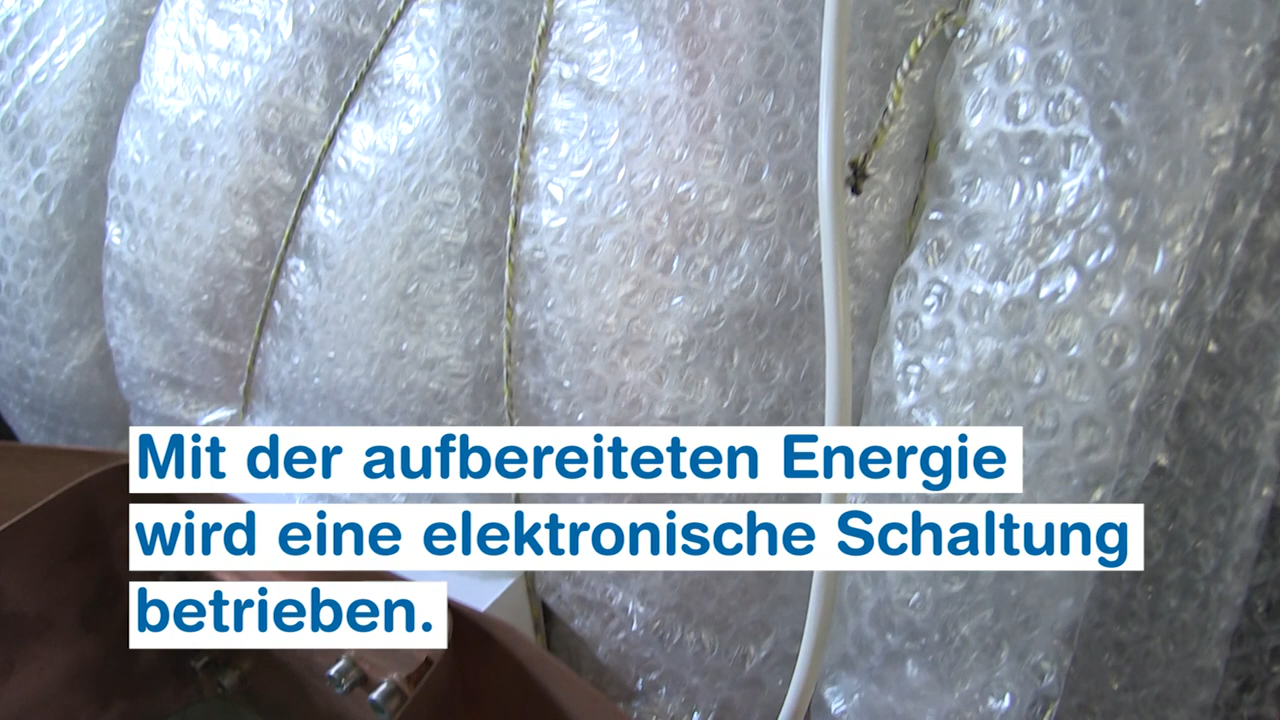 Mit der aufbereiteten Energie
wird eine elektronische Schaltung
betrieben.